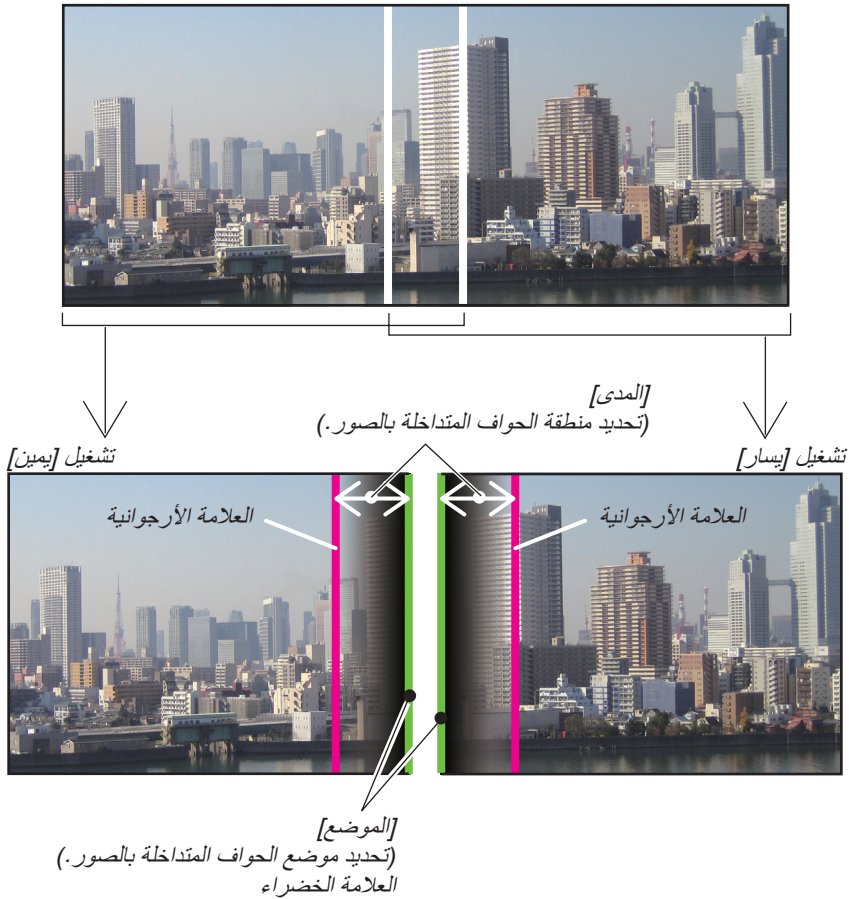 [المدى]
(تحديد منطقة الحواف المتداخلة بالصور.)
تشغيل [يسار]
تشغيل [يمين]
العلامة الأرجوانية
العلامة الأرجوانية
[الموضع]
(تحديد موضع الحواف المتداخلة بالصور.)
العلامة الخضراء